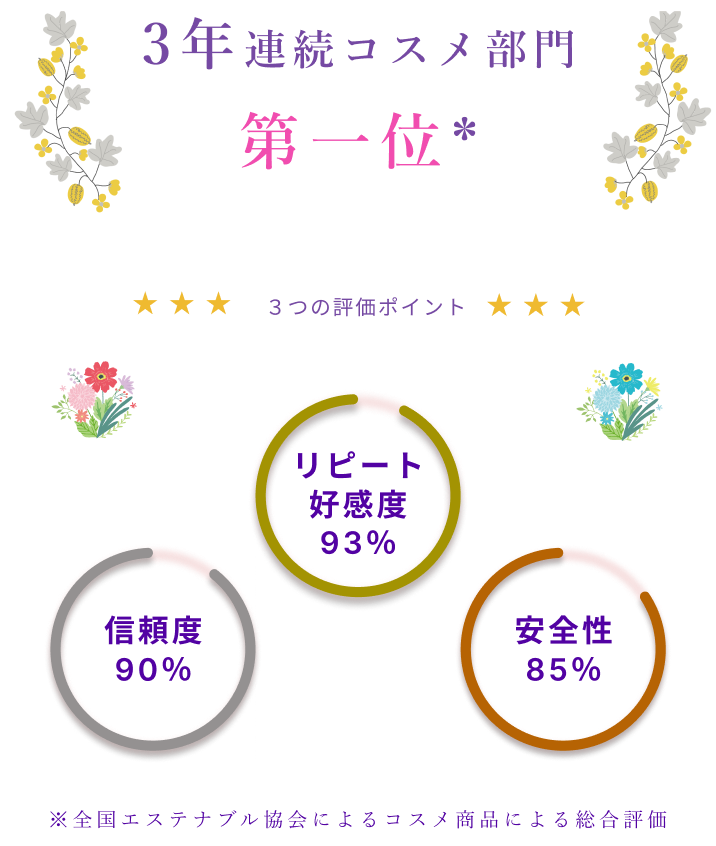 3年連続コスメ部門
第一位*
★★★ 3つの評価ポイント ★★★
リピート
好感度
93%
信頼度
90%
安全性
85%
※全国エステナブル協会によるコスメ商品による総合評価